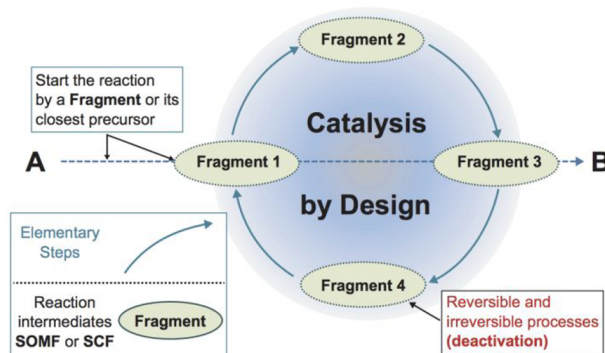 Fragment 2
Start the reaction
by a Fragment or its
closest precursor
Catalysis
A
Fragment 1
Fragment 3
B
by Design
Elementary
Steps
Fragment 4
Reaction
intermediates
SOMF or SCF
Fragment
Reversible and
irreversible processes
(deactivation)